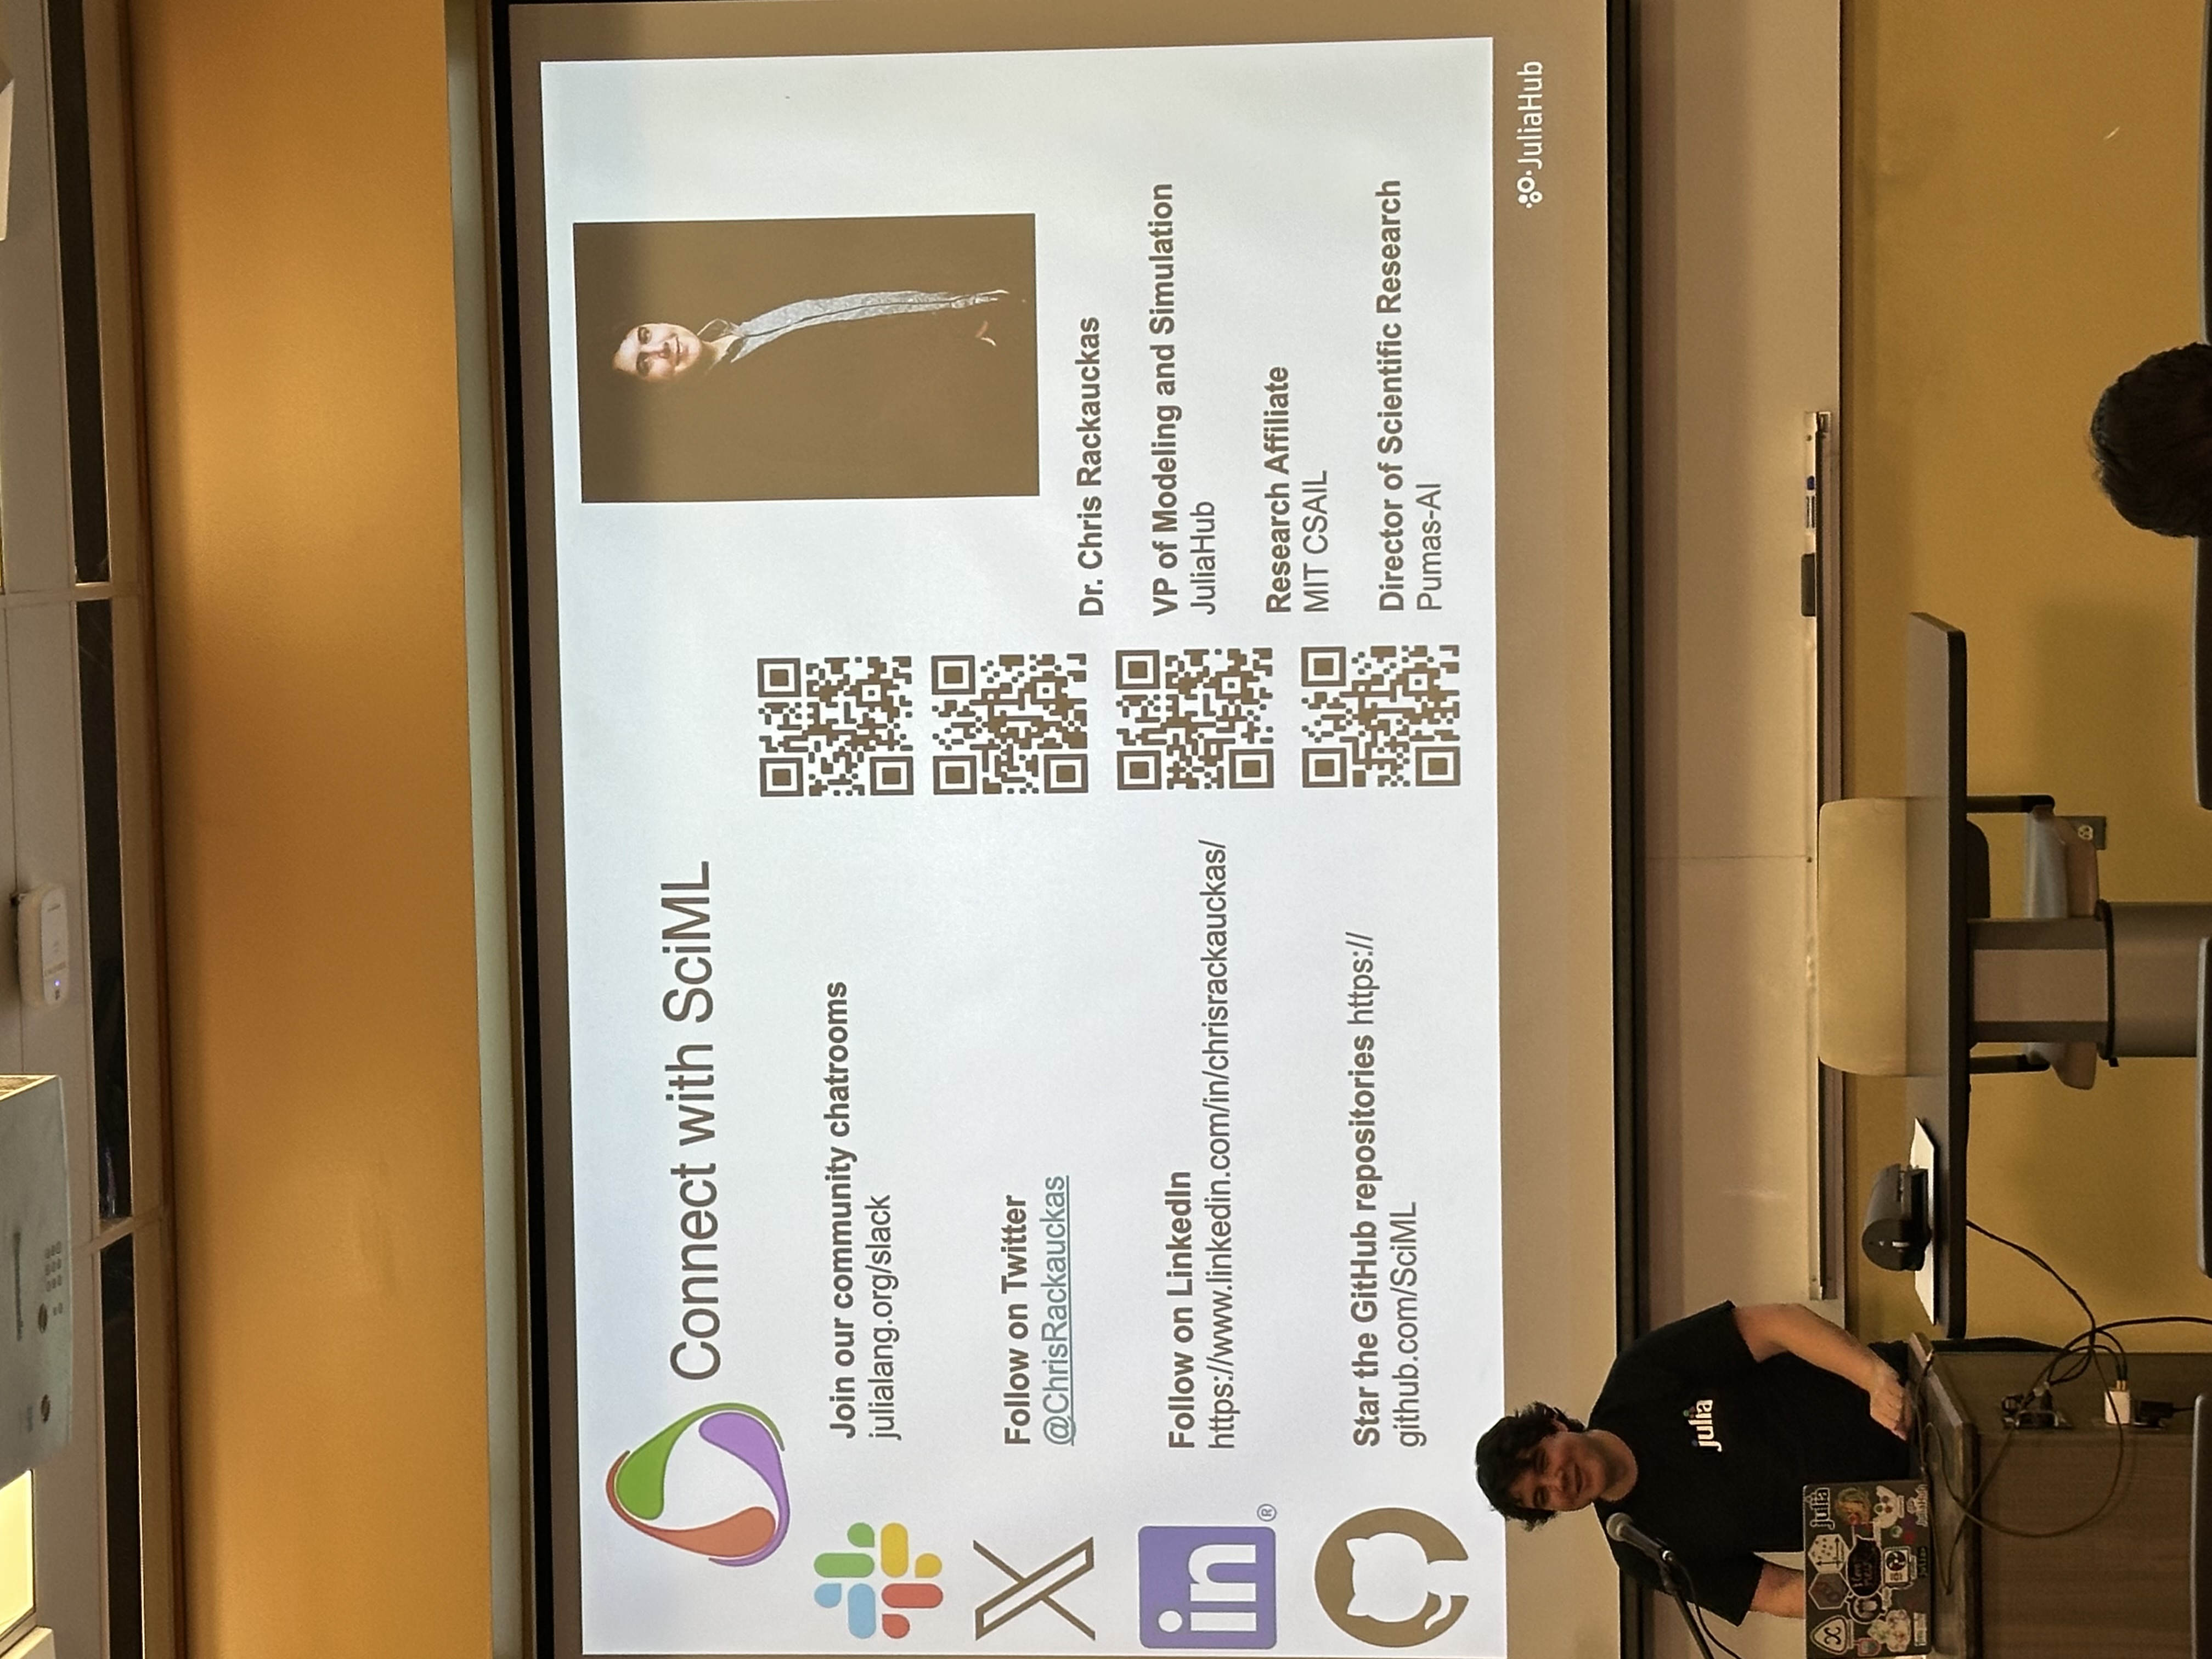 Connect with SciML
Join our community chatrooms
julialang.org/slack
Follow on Twitter
@ChrisRackauckas
in
®
Follow on LinkedIn
https://www.linkedin.com/in/chrisrackauckas/
Star the GitHub repositories https://
github.com/SciML
Dr. Chris Rackauckas
VP of Modeling and Simulation
JuliaHub
Research Affiliate
MIT CSAIL
Director of Scientific Research
Pumas-AI
JuliaHub
julia
julia
JuliaHub